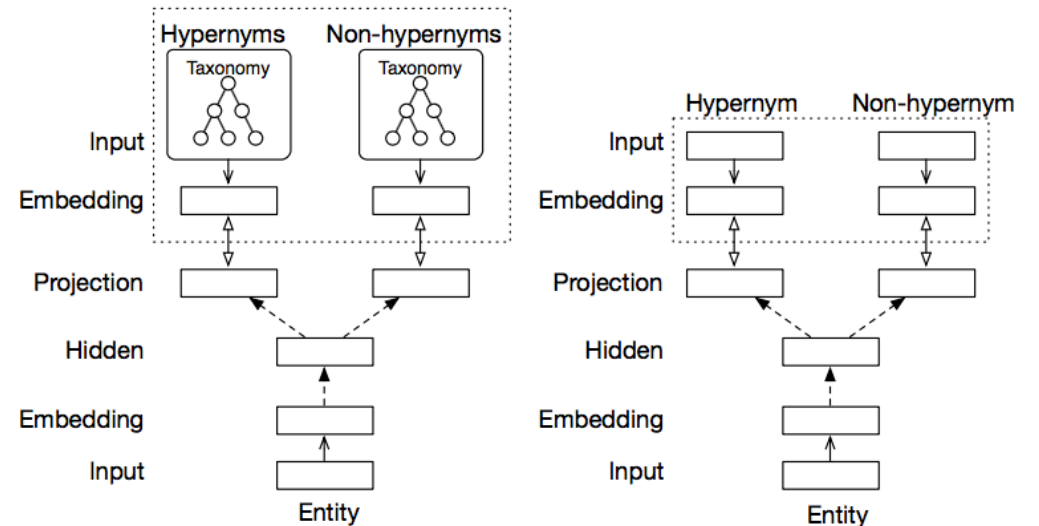 Hypernyms
Non-hypernyms
Taxonomy
Taxonomy
Input
Embedding
Projection
Hidden
Embedding
Input
Entity
Hypernym
Non-hypernym
Input
Embedding
Projection
Hidden
Embedding
Input
Entity